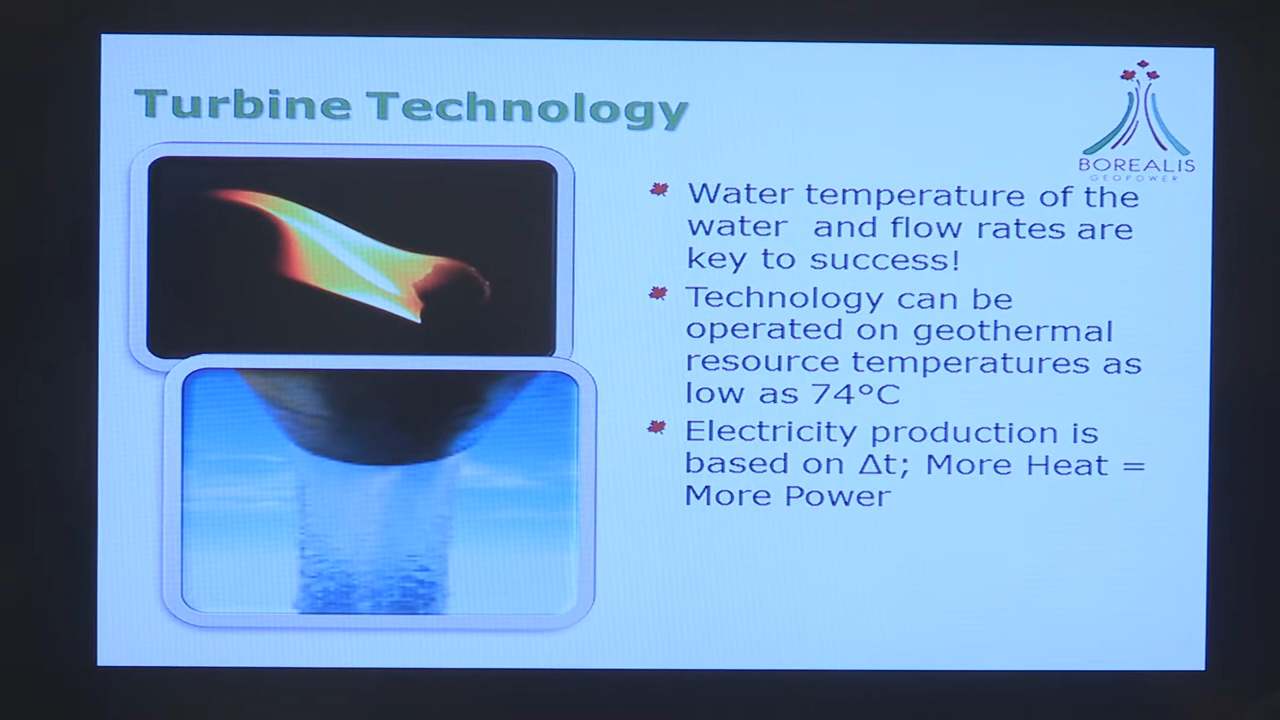 Turbine Technology
BOREALIS
GEOPOWER
Water temperature of the
water and flow rates are
key to success!
Technology can be
operated on geothermal
resource temperatures as
low as 74°C
Electricity production is
based on Δt; More Heat =
More Power